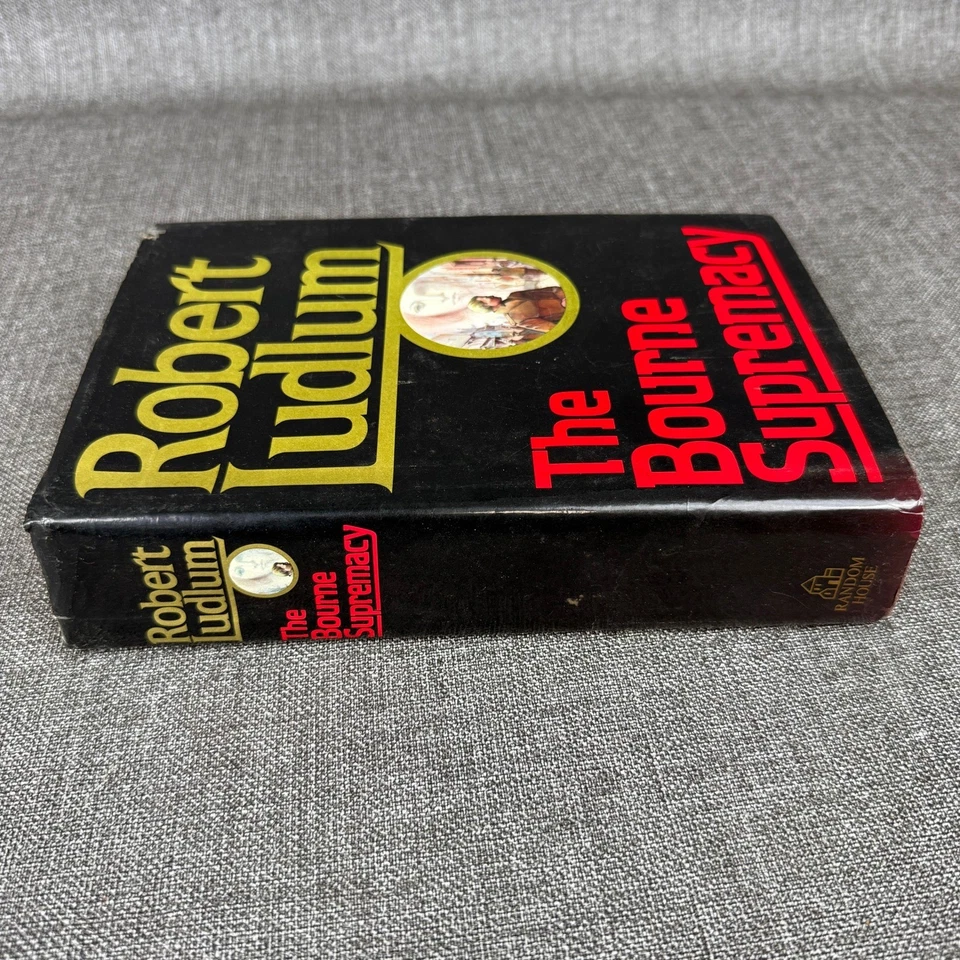 Robert
Ludlum
The
Bourne
Supremacy
Robert
Ludlum
The
Bourne
Supremacy
RANDOM
HOUSE